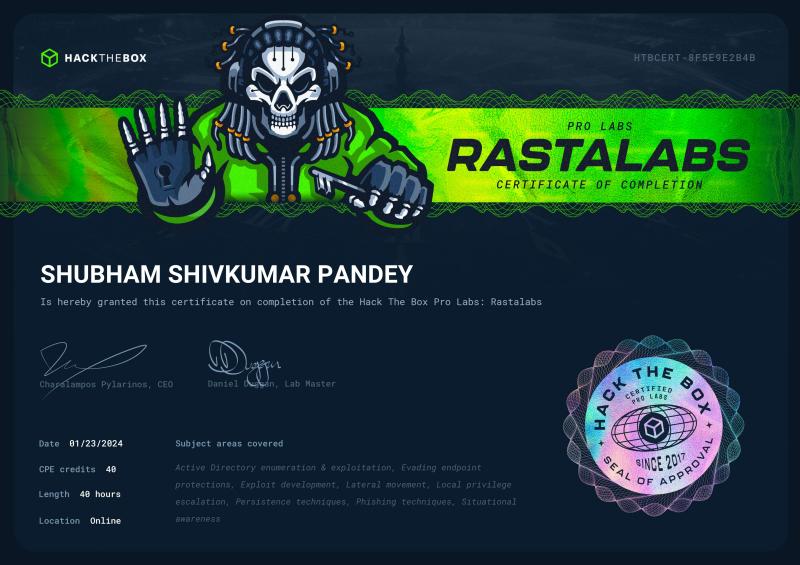 HACKTHEBOX
HTBCERT-8F5E9E2B4B
PRO LABS
RASTALABS
CERTIFICATE OF COMPLETION
SHUBHAM SHIVKUMAR PANDEY
Is hereby granted this certificate on completion of the Hack The Box Pro Labs: Rastalabs
Charalampos Pylarinos, CEO
Daniel Duggan, Lab Master
Date 01/23/2024
CPE credits 40
Length 40 hours
Location Online
Subject areas covered
Active Directory enumeration & exploitation, Evading endpoint
protections, Exploit development, Lateral movement, Local privilege
escalation, Persistence techniques, Phishing techniques, Situational
awareness
HACK THE BOX
CERTIFIED
PRO LABS
SINCE 2017
SEAL OF APPROVAL